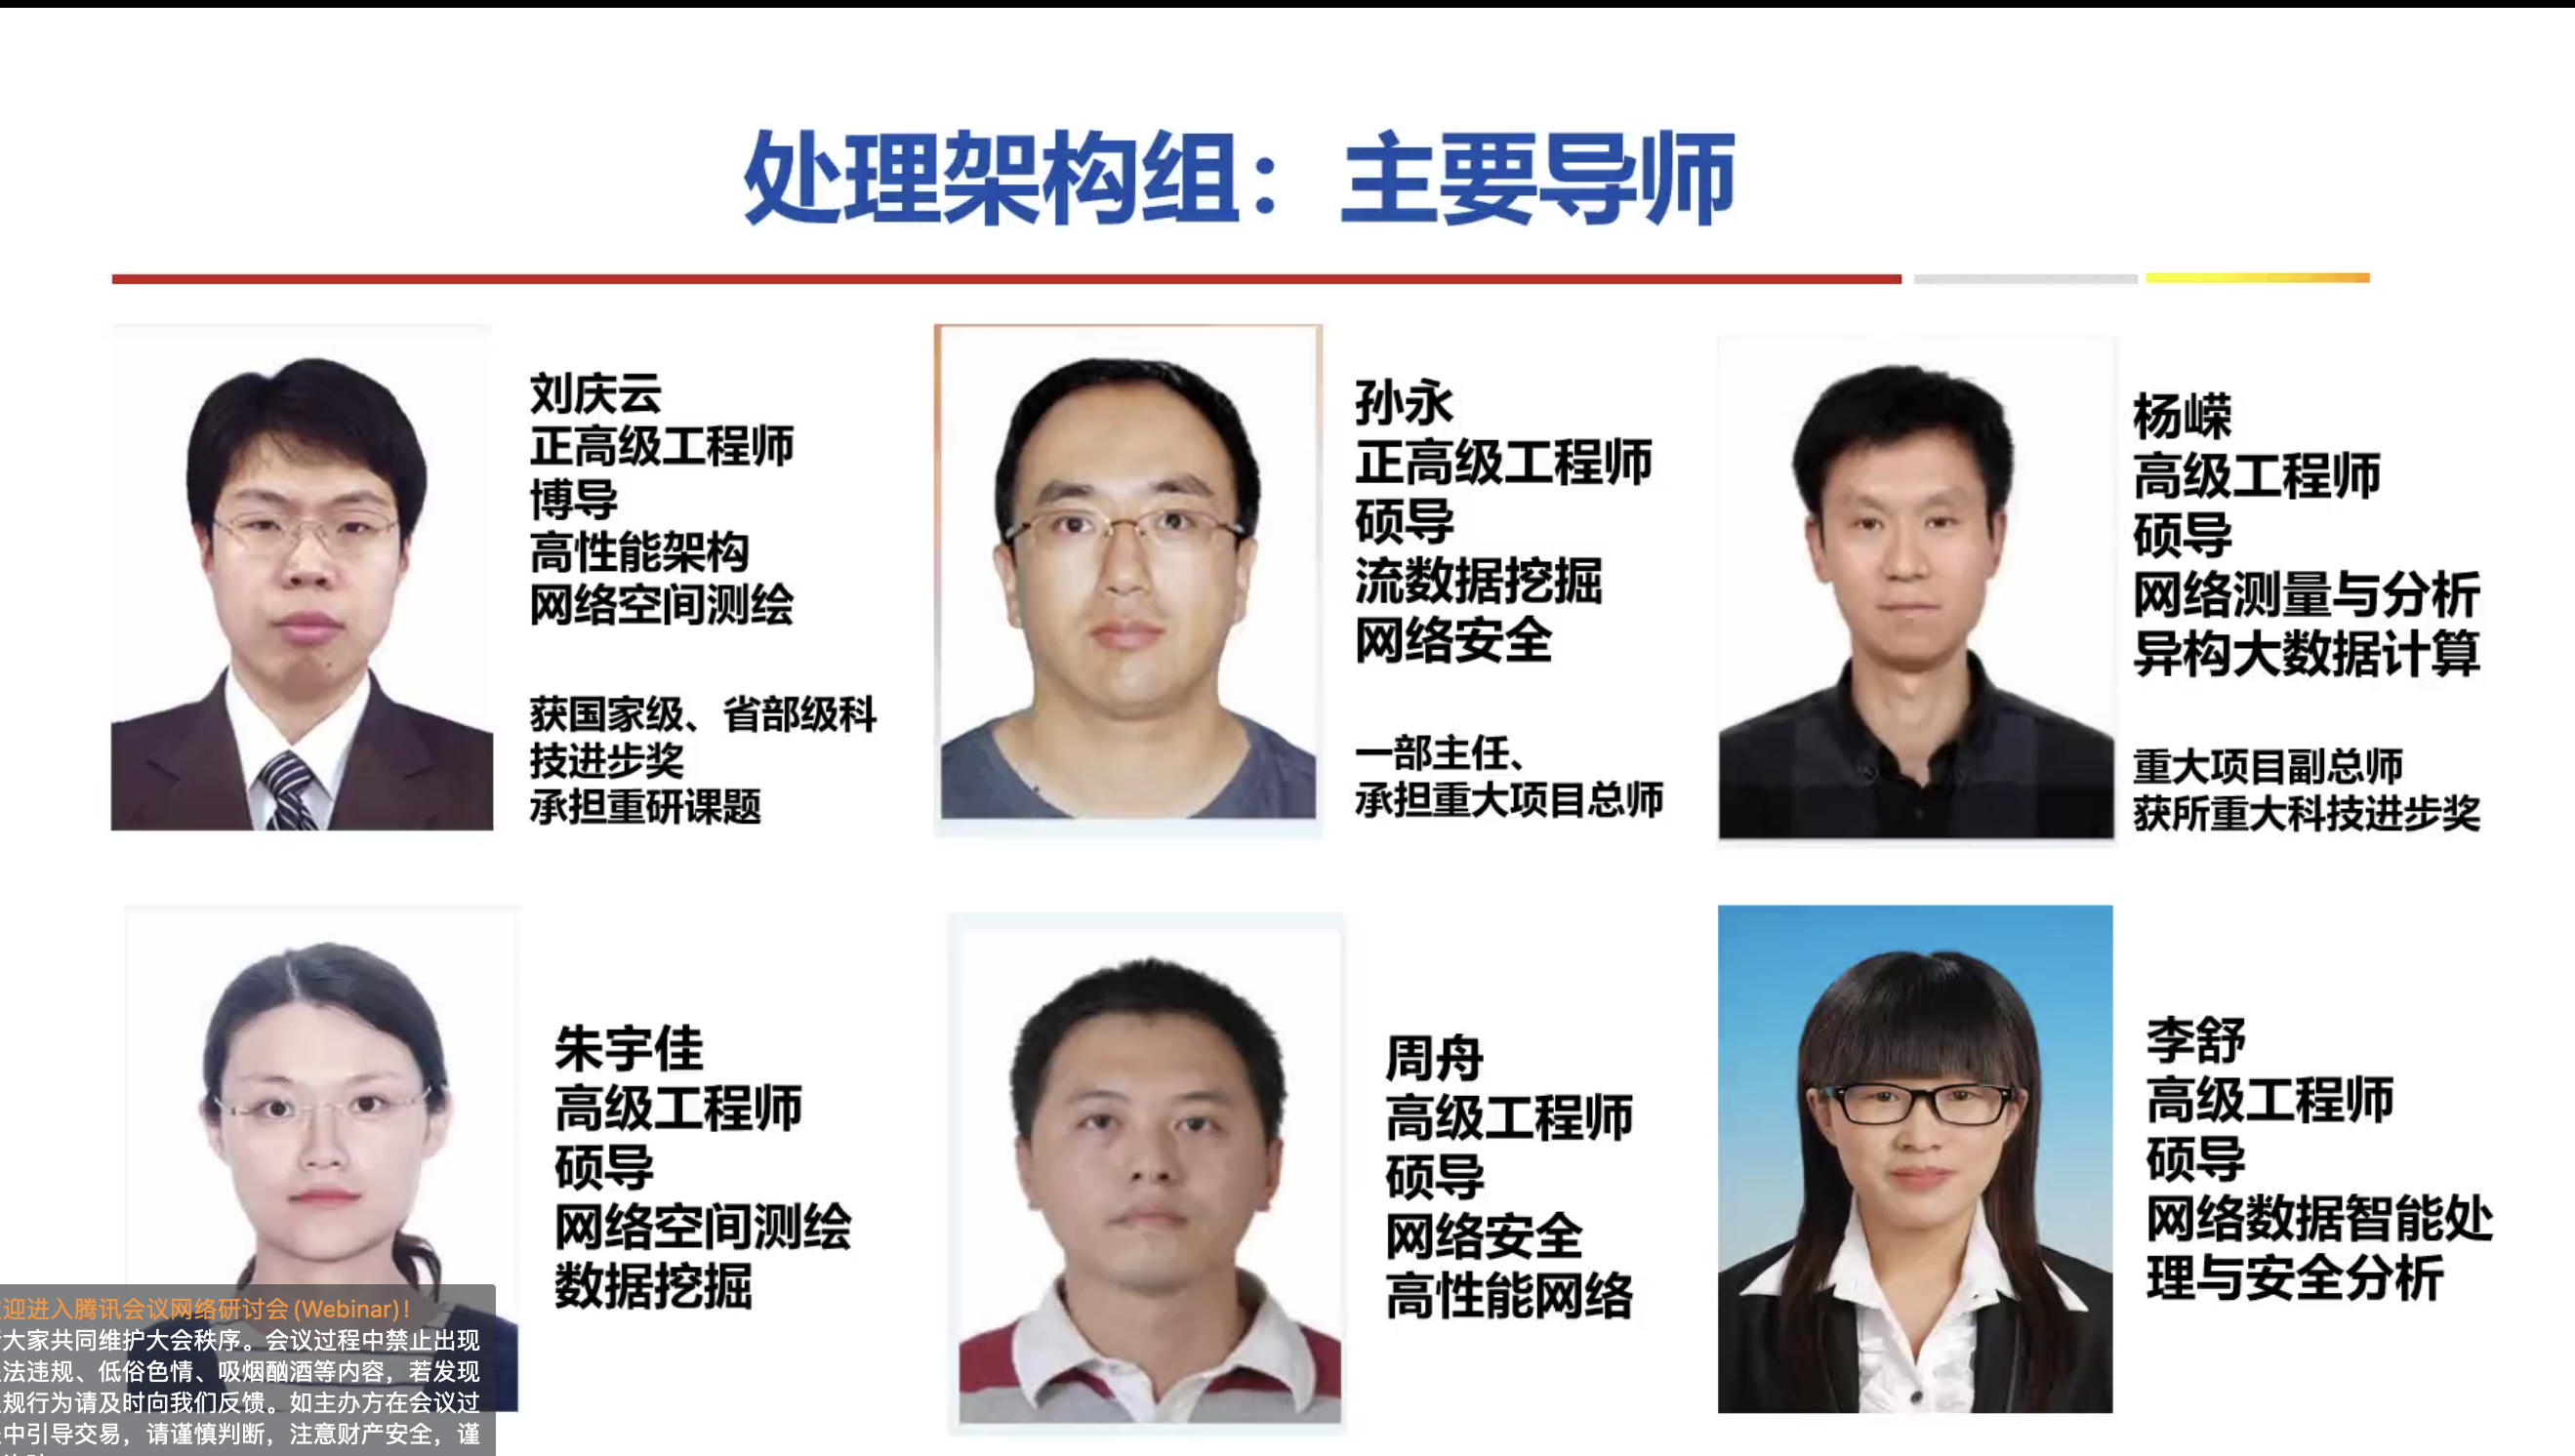 处理架构组：主要导师
刘庆云
正高级工程师
博导
高性能架构
网络空间测绘
获国家级、省部级科
技进步奖
承担重研课题
孙永
正高级工程师
硕导
流数据挖掘
网络安全
一部主任、
承担重大项目总师
杨嵘
高级工程师
硕导
网络测量与分析
异构大数据计算
重大项目副总师
获所重大科技进步奖
朱宇佳
高级工程师
硕导
网络空间测绘
数据挖掘
周舟
高级工程师
硕导
网络安全
高性能网络
李舒
高级工程师
硕导
网络数据智能处
理与安全分析
迎进入腾讯会议网络研讨会(Webinar)！
大家共同维护大会秩序。会议过程中禁止出现
法违规、低俗色情、吸烟酗酒等内容，若发现
规行为请及时向我们反馈。如主办方在会议过
中引导交易，请谨慎判断，注意财产安全，谨